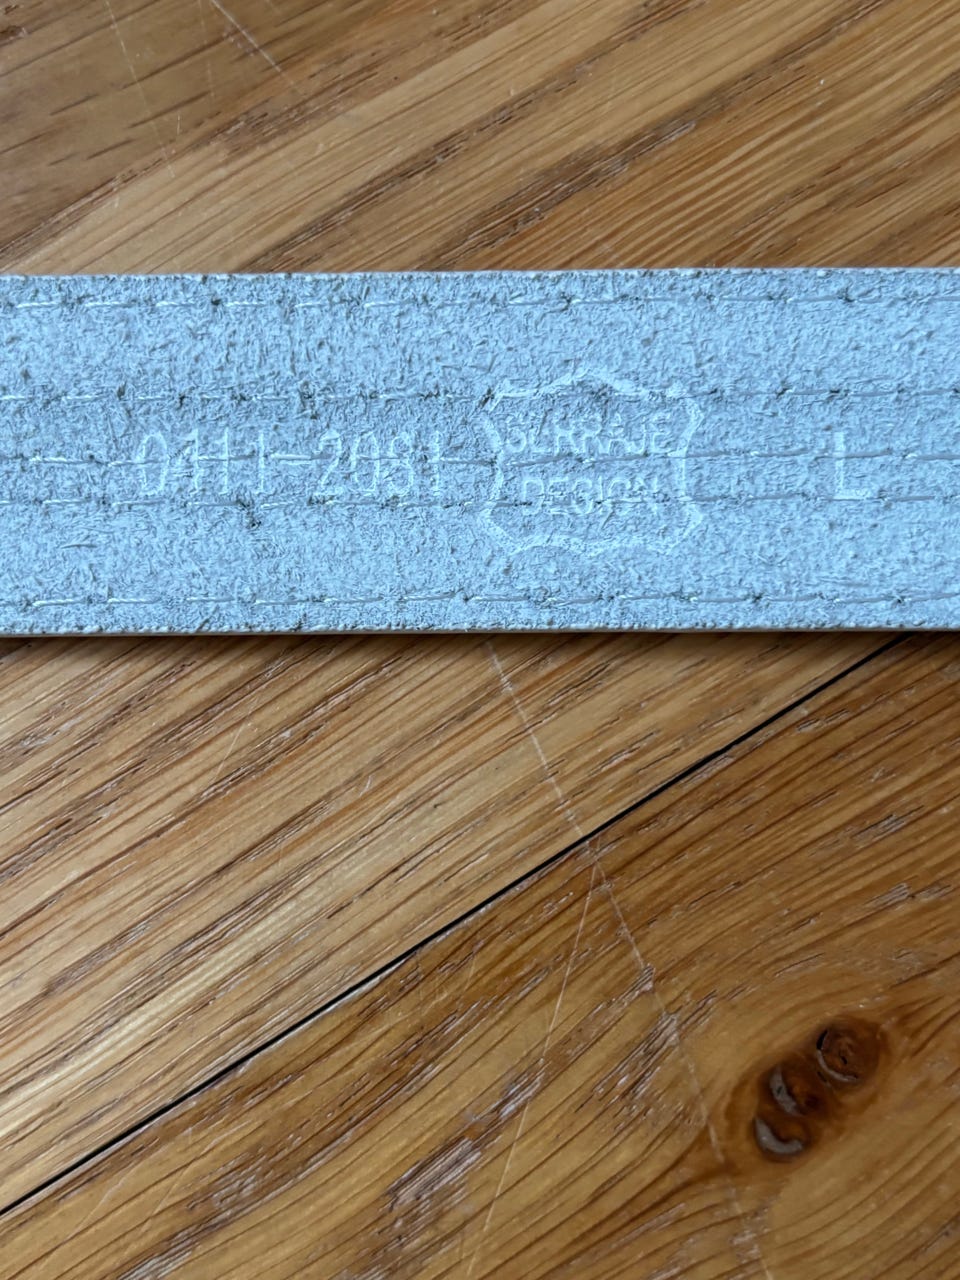 0411-2081
SERRAJE
DESIGN
L